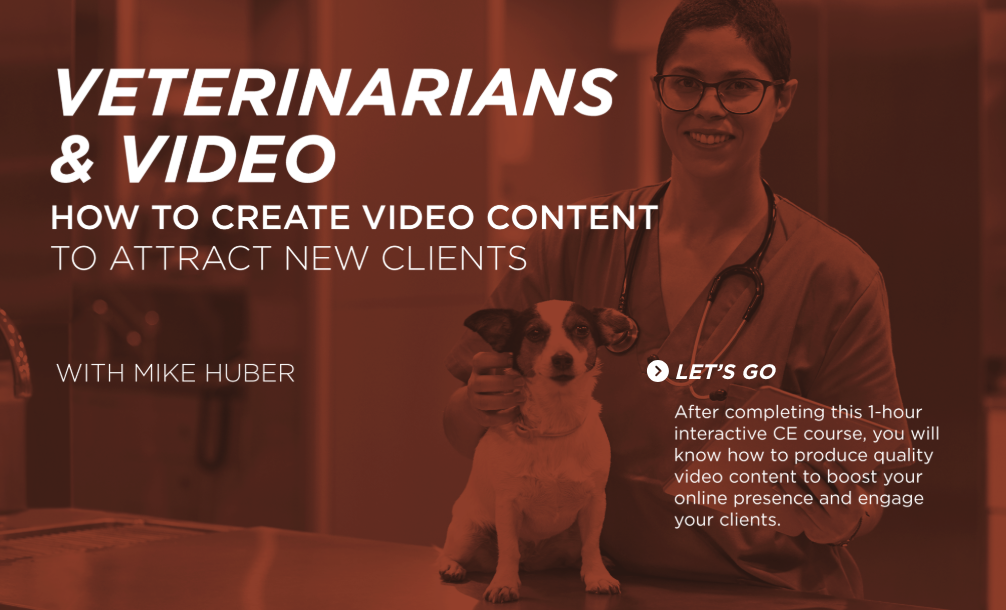 VETERINARIANS
& VIDEO
HOW TO CREATE VIDEO CONTENT
TO ATTRACT NEW CLIENTS
WITH MIKE HUBER
LET'S GO
After completing this 1-hour
interactive CE course, you will
know how to produce quality
video content to boost your
online presence and engage
your clients.